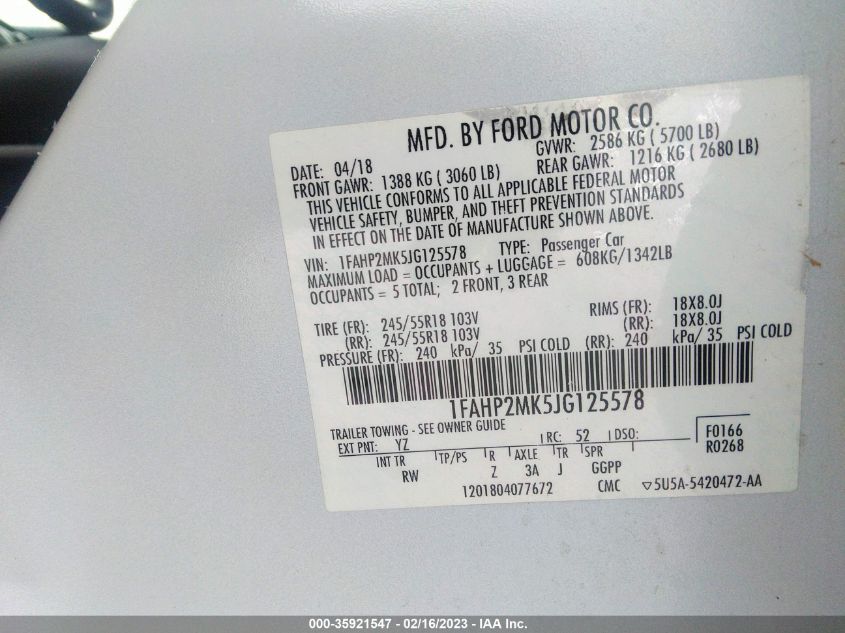 MFD. BY FORD MOTOR CO.
DATE: 04/18 GVWR: 2586 KG ( 5700 LB)
FRONT GAWR: 1388 KG ( 3060 LB) REAR GAWR: 1216 KG ( 2680 LB)
THIS VEHICLE CONFORMS TO ALL APPLICABLE FEDERAL MOTOR
VEHICLE SAFETY, BUMPER, AND THEFT PREVENTION STANDARDS
IN EFFECT ON THE DATE OF MANUFACTURE SHOWN ABOVE.
VIN: 1FAHP2MK5JG125578 TYPE: Passenger Car
MAXIMUM LOAD = OCCUPANTS + LUGGAGE = 608KG/1342LB
OCCUPANTS = 5 TOTAL; 2 FRONT, 3 REAR
TIRE (FR): 245/55R18 103V RIMS (FR): 18X8.0J
(RR): 245/55R18 103V (RR): 18X8.0J
PRESSURE (FR): 240 kPa/ 35 PSI COLD (RR): 240 kPa/ 35 PSI COLD
1FAHP2MK5JG125578
TRAILER TOWING - SEE OWNER GUIDE
EXT PNT: YZ RC: 52 DSO: F0166
R0268
INT TR TP/PS R AXLE TR SPR
RW Z 3A J GGPP
1201804077672 CMC ▽5U5A-5420472-AA
000-35921547 - 02/16/2023 - IAA Inc.